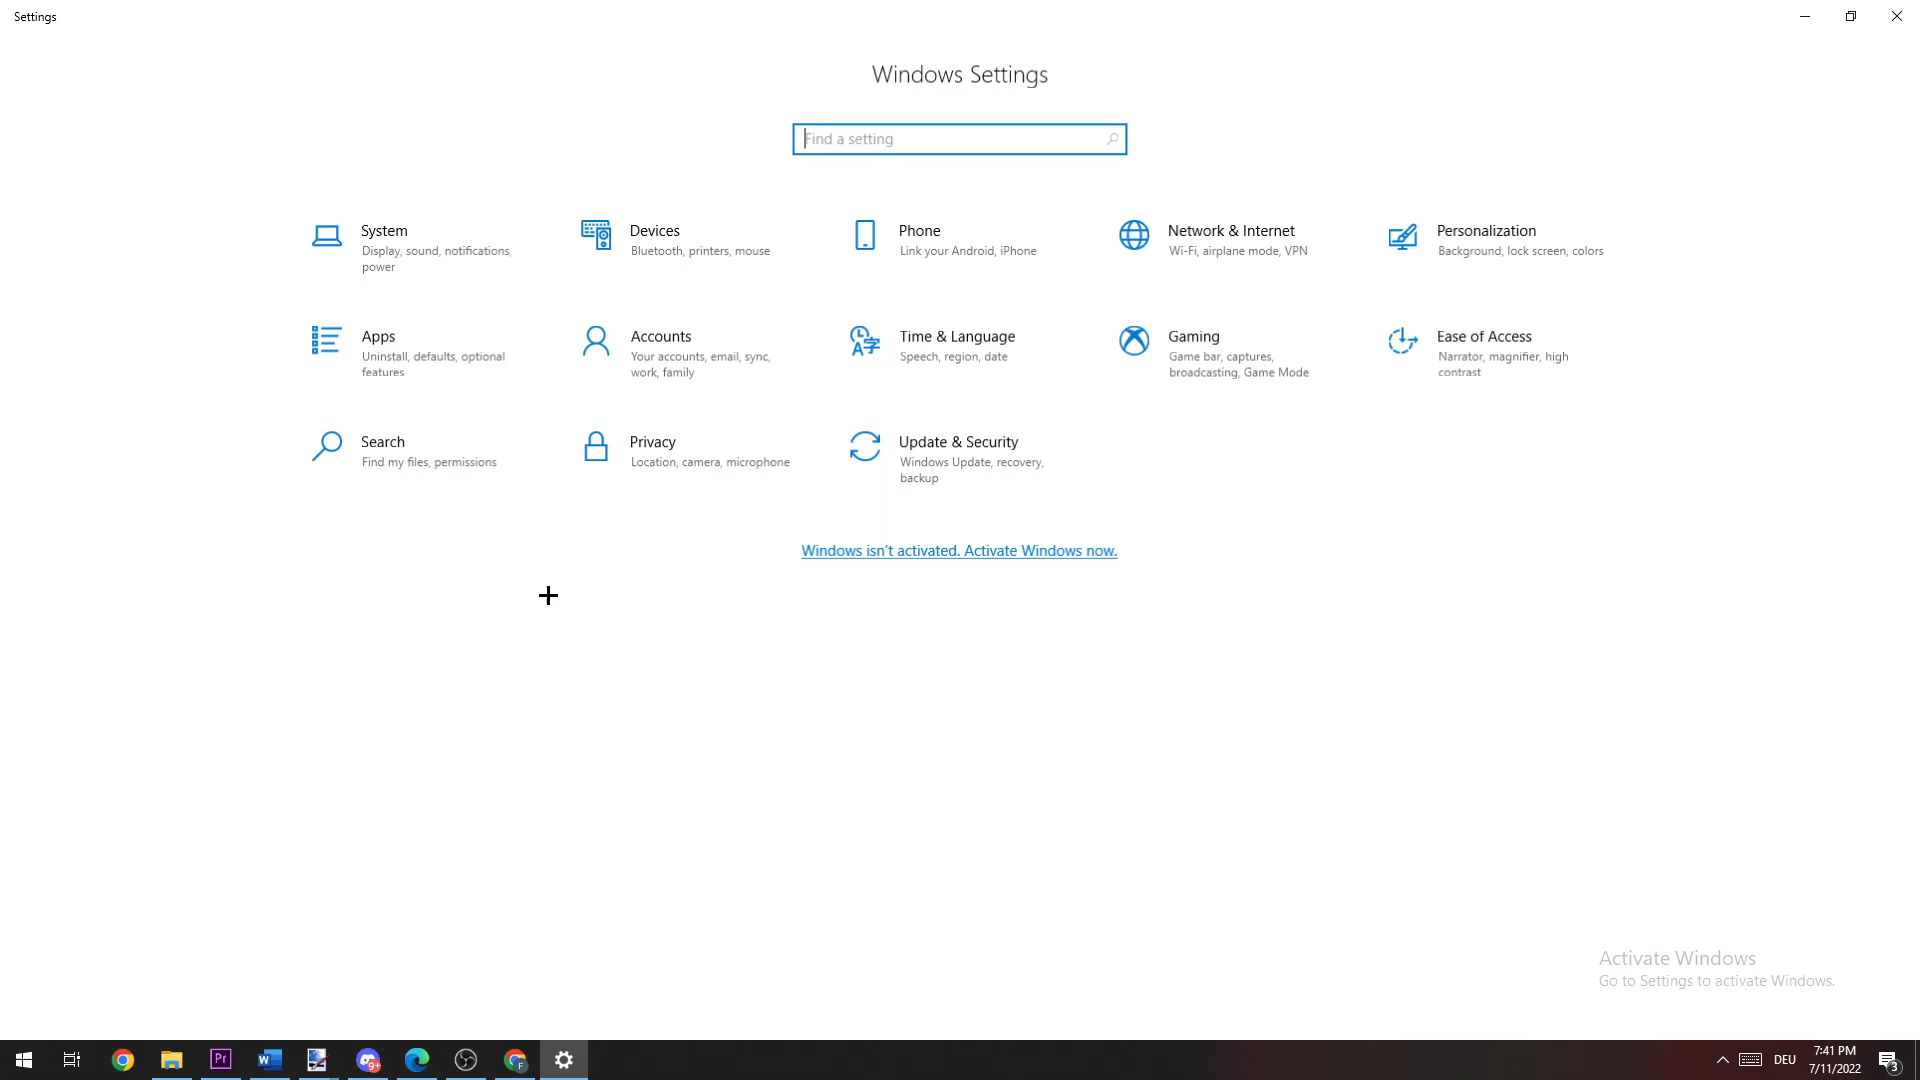 Settings
Windows Settings
Find a setting
System
Display, sound, notifications,
power
Devices
Bluetooth, printers, mouse
Phone
Link your Android, iPhone
Network & Internet
Wi-Fi, airplane mode, VPN
Personalization
Background, lock screen, colors
Apps
Uninstall, defaults, optional
features
Accounts
Your accounts, email, sync,
work, family
Time & Language
Speech, region, date
Gaming
Game bar, captures,
broadcasting, Game Mode
Ease of Access
Narrator, magnifier, high
contrast
Search
Find my files, permissions
Privacy
Location, camera, microphone
Update & Security
Windows Update, recovery,
backup
Windows isn't activated. Activate Windows now.
Activate Windows
Go to Settings to activate Windows.
Pr
W
9+
F
DEU
7:41 PM
7/11/2022
3